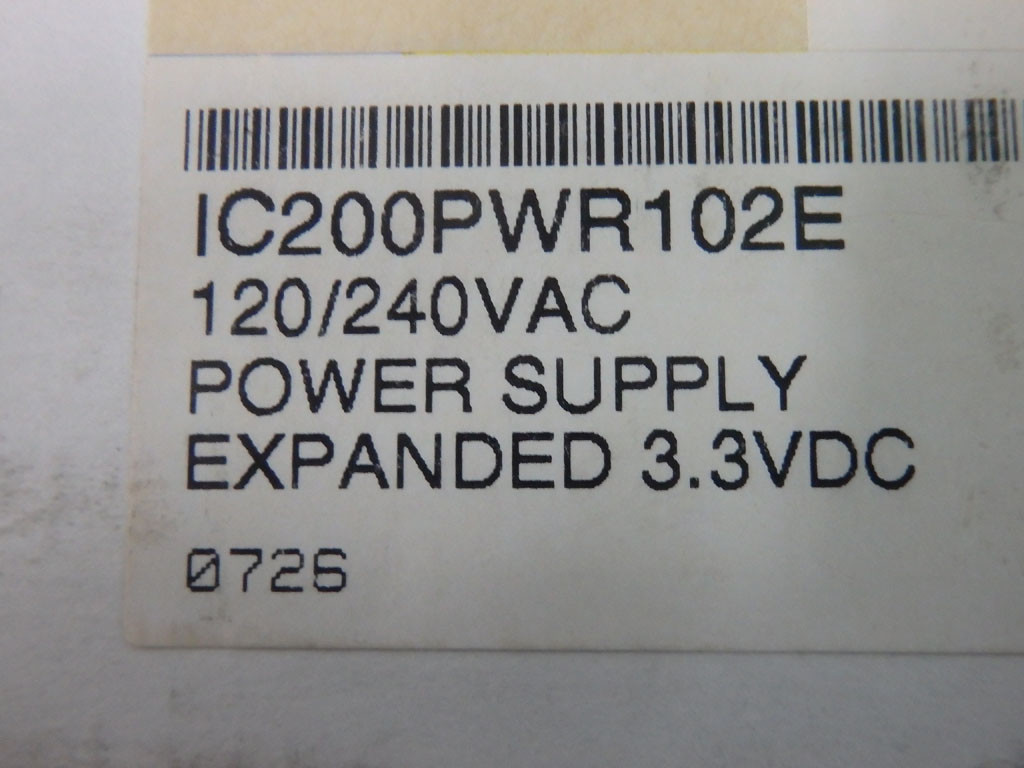 IC200PWR102E
120/240VAC
POWER SUPPLY
EXPANDED 3.3VDC
0726